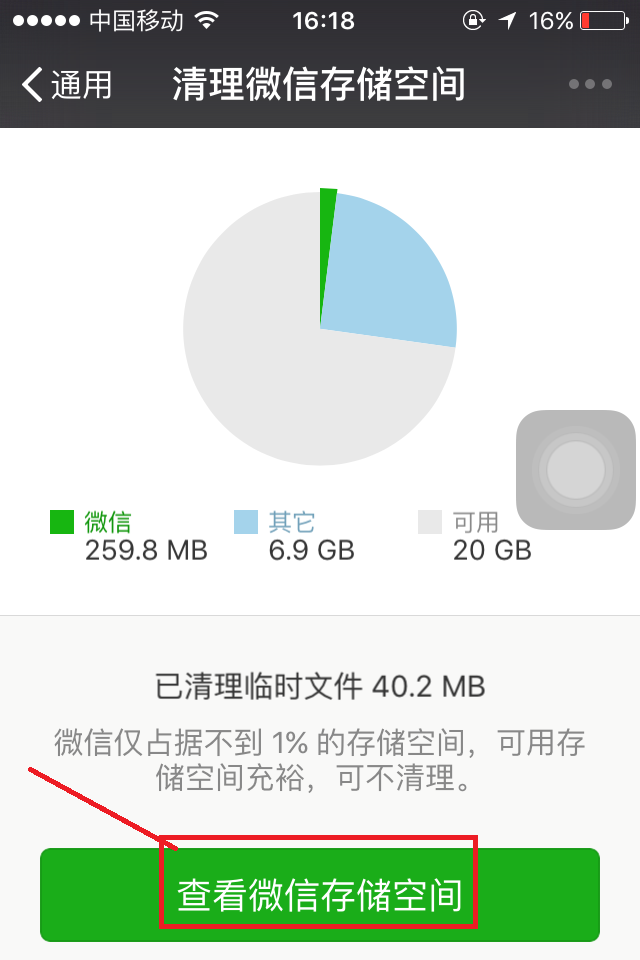 中国移动 16:18 16%
通用 清理微信存储空间
微信 其它 可用
259.8 MB 6.9 GB 20 GB
已清理临时文件 40.2 MB
微信仅占据不到 1% 的存储空间，可用存
储空间充裕，可不清理。
查看微信存储空间